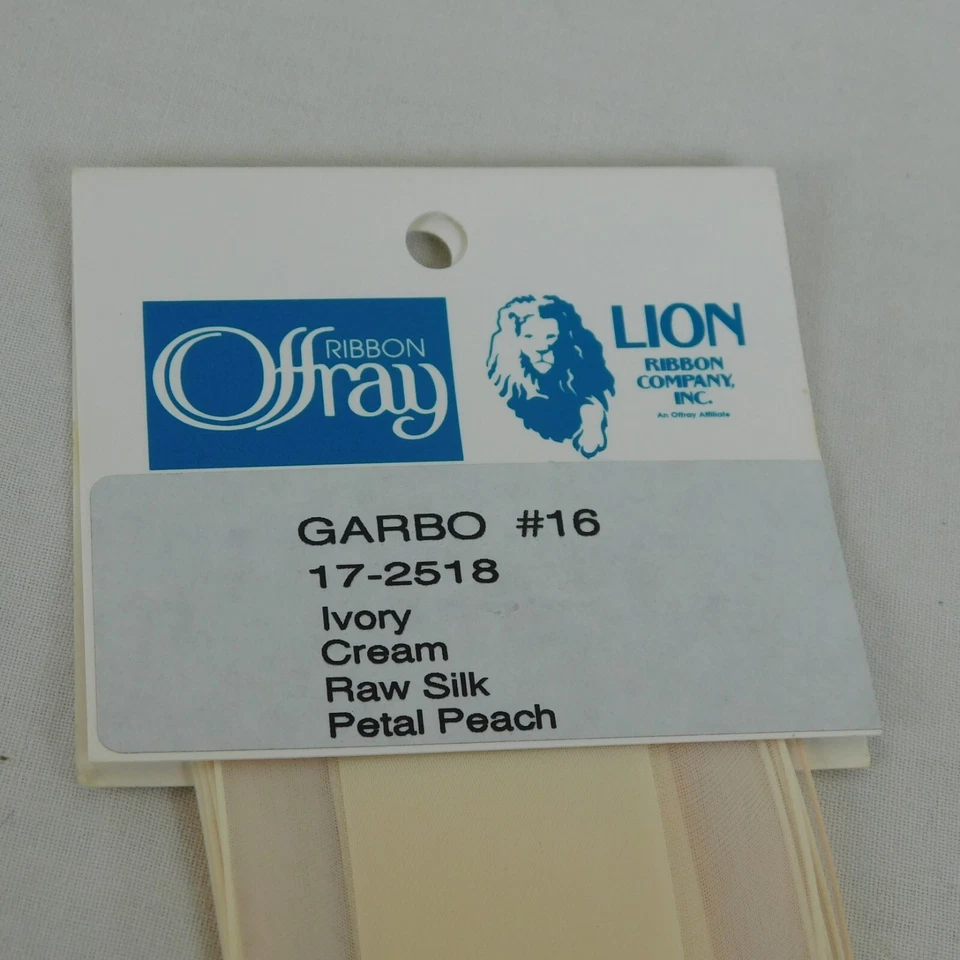 Offray RIBBON
LION
RIBBON
COMPANY,
INC.
An Offray Affiliate
GARBO #16
17-2518
Ivory
Cream
Raw Silk
Petal Peach